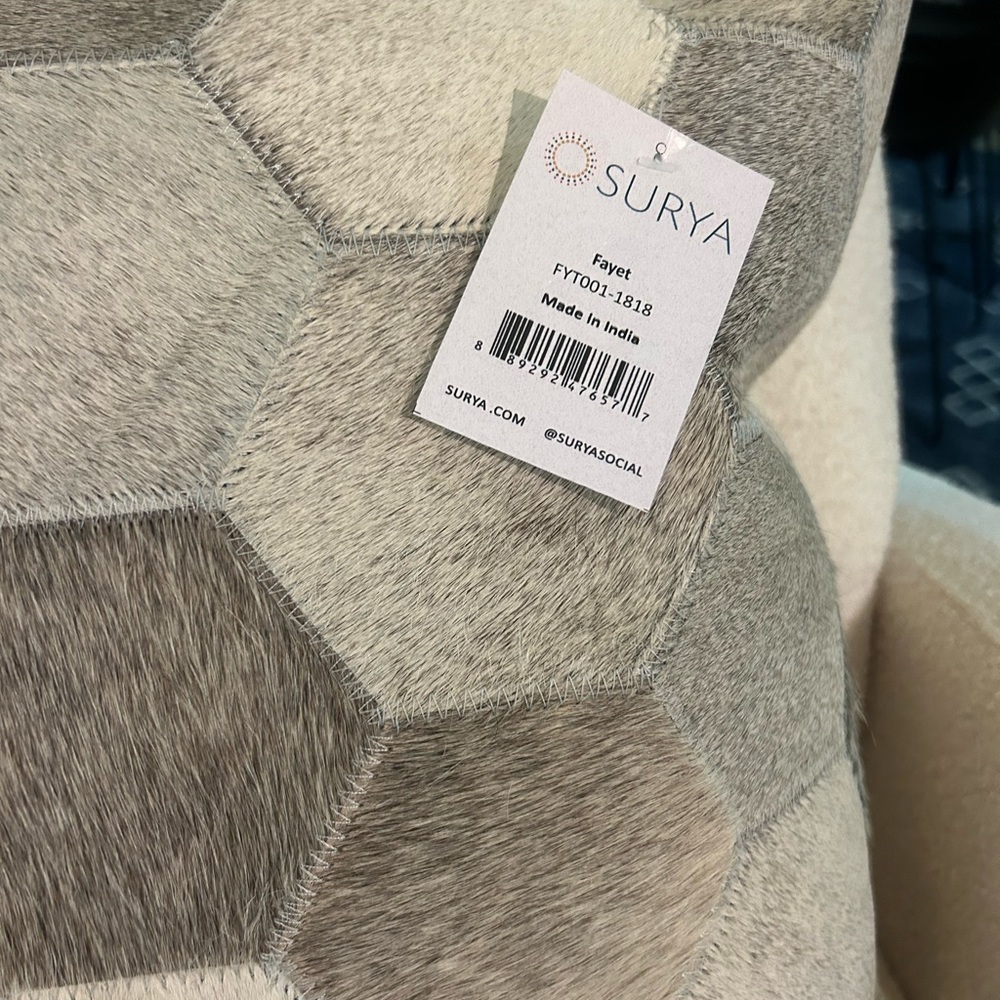 SURYA
Fayet
FYT001-1818
Made In India
8 89292 47657 7
SURYA.COM @SURYASOCIAL